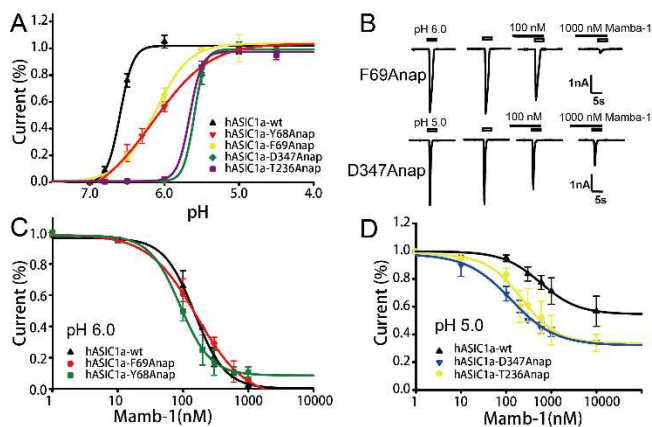 A
Current (%)
1.0
0.8
0.6
0.4
0.2
0.0
hASIC1a-wt
hASIC1a-Y68Anap
hASIC1a-F69Anap
hASIC1a-D347Anap
hASIC1a-T236Anap
7.0
6.0
5.0
4.0
pH
B
pH 6.0
100 nM
1000 nM Mamba-1
F69Anap
1nA
5s
pH 5.0
100 nM
1000 nM Mamba-1
D347Anap
1nA
5s
C
Current (%)
1.0
0.8
0.6
0.4
0.2
0.0
pH 6.0
hASIC1a-wt
hASIC1a-F69Anap
hASIC1a-Y68Anap
1
10
100
1000
10000
Mamb-1(nM)
D
Current (%)
1.2
1.0
0.8
0.6
0.4
0.2
0.0
pH 5.0
hASIC1a-wt
hASIC1a-D347Anap
hASIC1a-T236Anap
1
10
100
1000
10000
Mamb-1(nM)